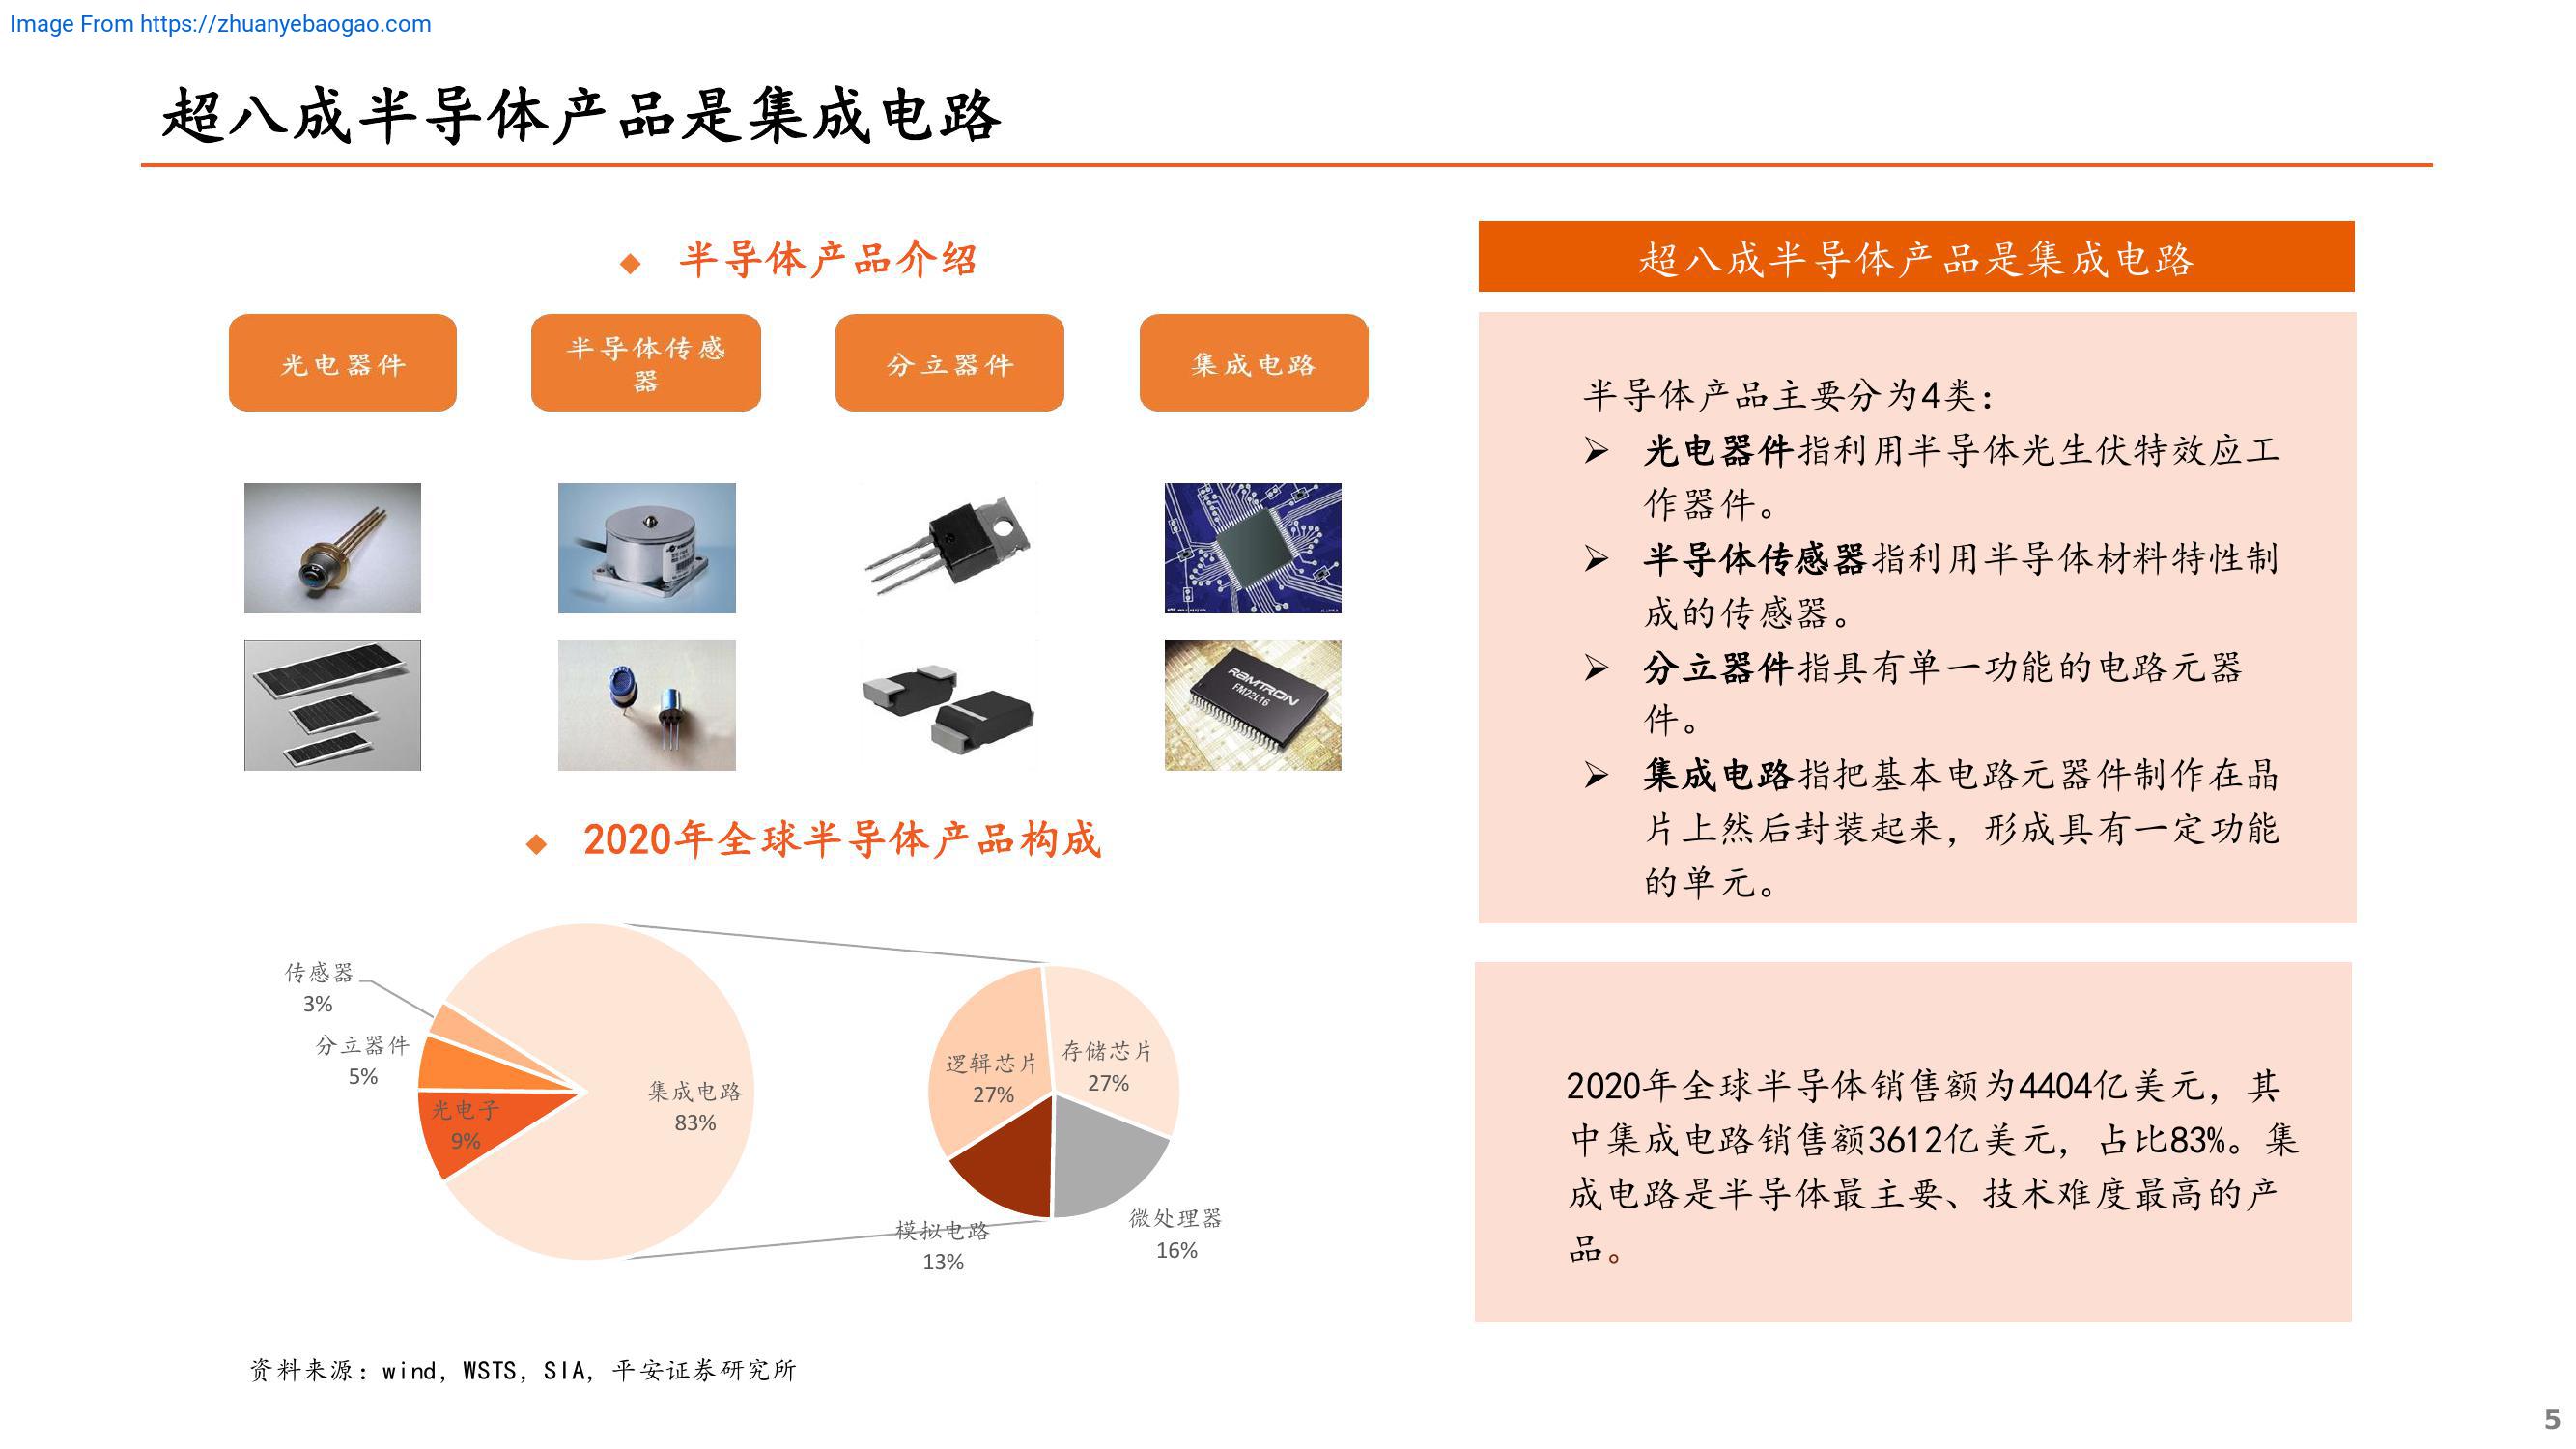 Image From https://zhuanyebaogao.com
超八成半导体产品是集成电路
◆ 半导体产品介绍
光电器件
半导体传感
器
分立器件
集成电路
RAMTRON
FM22L16
◆ 2020年全球半导体产品构成
传感器
3%
分立器件
5%
光电子
9%
集成电路
83%
逻辑芯片
27%
存储芯片
27%
模拟电路
13%
微处理器
16%
资料来源：wind，WSTS，SIA，平安证券研究所
超八成半导体产品是集成电路
半导体产品主要分为4类：
➢ 光电器件指利用半导体光生伏特效应工
作器件。
➢ 半导体传感器指利用半导体材料特性制
成的传感器。
➢ 分立器件指具有单一功能的电路元器
件。
➢ 集成电路指把基本电路元器件制作在晶
片上然后封装起来，形成具有一定功能
的单元。
2020年全球半导体销售额为4404亿美元，其
中集成电路销售额3612亿美元，占比83%。集
成电路是半导体最主要、技术难度最高的产
品。
5